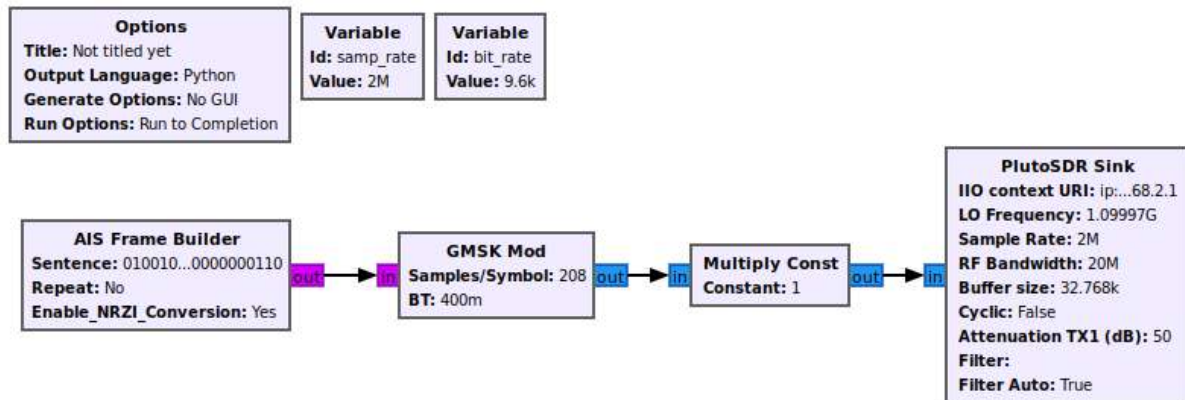 Options
Title: Not titled yet
Output Language: Python
Generate Options: No GUI
Run Options: Run to Completion
Variable
Id: samp_rate
Value: 2M
Variable
Id: bit_rate
Value: 9.6k
AIS Frame Builder
Sentence: 010010...0000000110
Repeat: No
Enable_NRZI_Conversion: Yes
out
in
GMSK Mod
Samples/Symbol: 208
BT: 400m
out
in
Multiply Const
Constant: 1
out
in
PlutoSDR Sink
IIO context URI: ip:...68.2.1
LO Frequency: 1.09997G
Sample Rate: 2M
RF Bandwidth: 20M
Buffer size: 32.768k
Cyclic: False
Attenuation TX1 (dB): 50
Filter:
Filter Auto: True